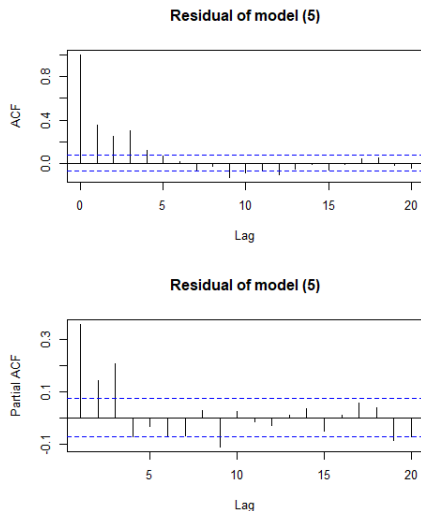 Residual of model (5)
ACF
0.8
0.4
0.0
0 5 10 15 20
Lag
Residual of model (5)
Partial ACF
0.3
0.1
-0.1
5 10 15 20
Lag